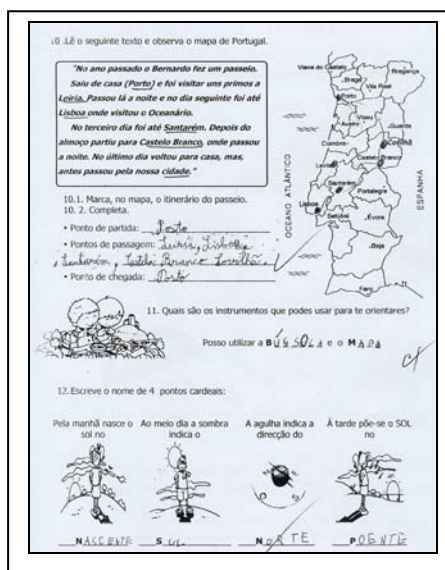 10 .Lê o seguinte texto e observa o mapa de Portugal.
"No ano passado o Bernardo fez um passeio.
Saiu de casa (Porto) e foi visitar uns primos a
Leiria. Passou lá a noite e no dia seguinte foi até
Lisboa onde visitou o Oceanário.
No terceiro dia foi até Santarém. Depois do
almoço partiu para Castelo Branco, onde passou
a noite. No último dia voltou para casa, mas,
antes passou pela nossa cidade."
Viana do Castelo
Bragança
Braga
Vila Real
Porto
Viseu
Aveiro
Guarda
Coimbra
Covilhã
Castelo Branco
Leiria
Santarém
Portalegre
Lisboa
Setúbal
Évora
Beja
Faro
OCEANO ATLÂNTICO
ESPANHA
10.1. Marca, no mapa, o itinerário do passeio.
10. 2. Completa.
• Ponto de partida: Porto
• Pontos de passagem: Leiria, Lisboa
Santarém, Castelo Branco Covilhã
• Ponto de chegada: Porto
11. Quais são os instrumentos que podes usar para te orientares?
Posso utilizar a BÚSSOLA e o MAPA
12. Escreve o nome de 4 pontos cardeais:
Pela manhã nasce o
sol no
Ao meio dia a sombra
indica o
A agulha indica a
direcção do
À tarde põe-se o SOL
no
NASCENTE
SUL
NORTE
POENTE